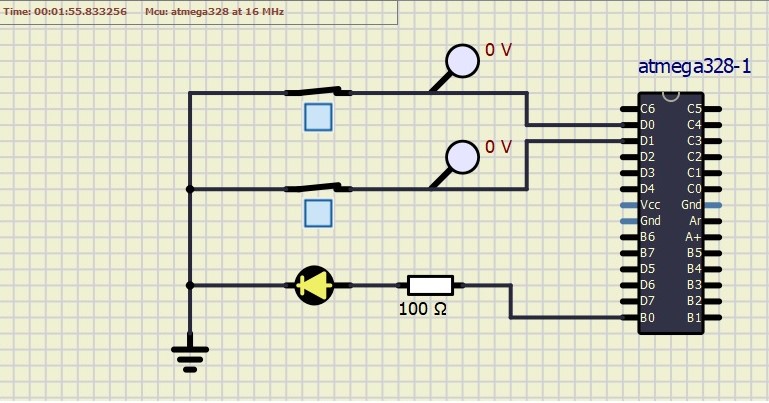 Time: 00:01:55.833256 Mcu: atmega328 at 16 MHz
0 V
atmega328-1
C6 C5
D0 C4
D1 C3
0 V
D2 C2
D3 C1
D4 C0
Vcc Gnd
Gnd Ar
B6 A+
B7 B5
D5 B4
D6 B3
D7 B2
100 Ω
B0 B1